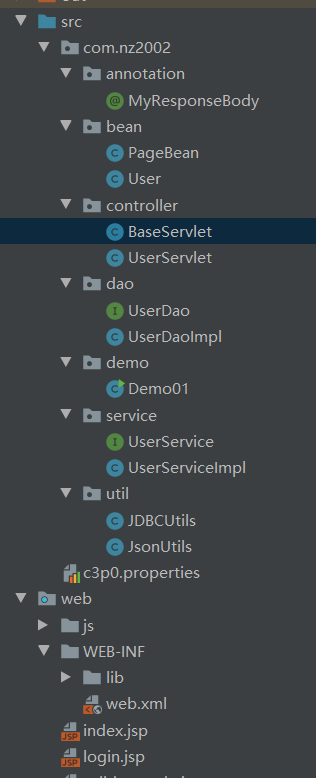 src
com.nz2002
annotation
MyResponseBody
bean
PageBean
User
controller
BaseServlet
UserServlet
dao
UserDao
UserDaoImpl
demo
Demo01
service
UserService
UserServiceImpl
util
JDBCUtils
JsonUtils
c3p0.properties
web
js
WEB-INF
lib
web.xml
index.jsp
login.jsp